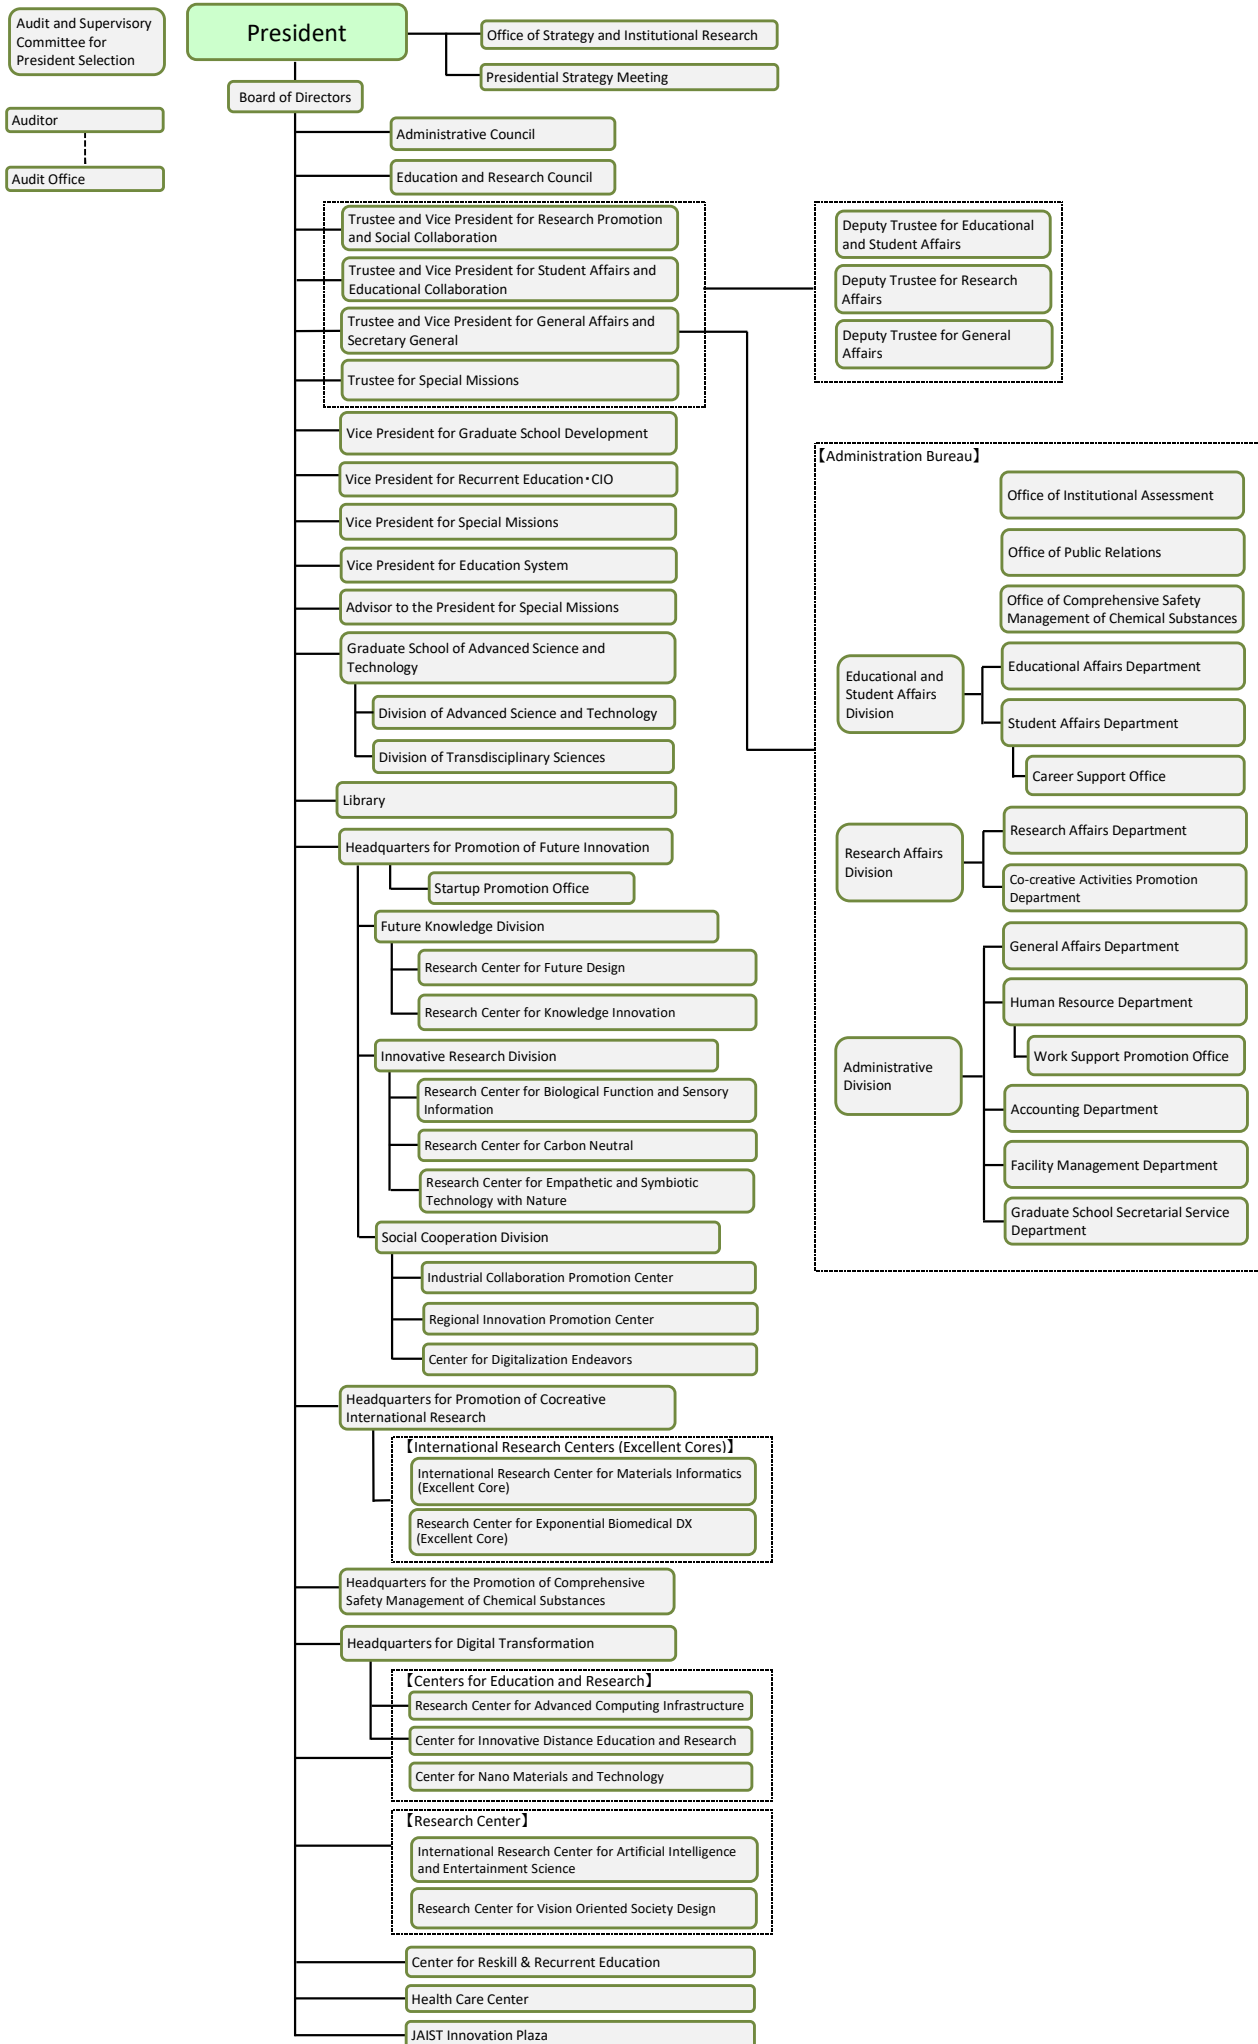 Audit and Supervisory
Committee for
President Selection
President
Office of Strategy and Institutional Research
Presidential Strategy Meeting
Board of Directors
Auditor
Audit Office
Administrative Council
Education and Research Council
Trustee and Vice President for Research Promotion
and Social Collaboration
Trustee and Vice President for Student Affairs and
Educational Collaboration
Trustee and Vice President for General Affairs and
Secretary General
Trustee for Special Missions
Deputy Trustee for Educational
and Student Affairs
Deputy Trustee for Research
Affairs
Deputy Trustee for General
Affairs
Vice President for Graduate School Development
Vice President for Recurrent Education・CIO
Vice President for Special Missions
Vice President for Education System
Advisor to the President for Special Missions
Graduate School of Advanced Science and
Technology
Division of Advanced Science and Technology
Division of Transdisciplinary Sciences
Library
Headquarters for Promotion of Future Innovation
Startup Promotion Office
Future Knowledge Division
Research Center for Future Design
Research Center for Knowledge Innovation
Innovative Research Division
Research Center for Biological Function and Sensory
Information
Research Center for Carbon Neutral
Research Center for Empathetic and Symbiotic
Technology with Nature
Social Cooperation Division
Industrial Collaboration Promotion Center
Regional Innovation Promotion Center
Center for Digitalization Endeavors
Headquarters for Promotion of Cocreative
International Research
【International Research Centers (Excellent Cores)】
International Research Center for Materials Informatics
(Excellent Core)
Research Center for Exponential Biomedical DX
(Excellent Core)
Headquarters for the Promotion of Comprehensive
Safety Management of Chemical Substances
Headquarters for Digital Transformation
【Centers for Education and Research】
Research Center for Advanced Computing Infrastructure
Center for Innovative Distance Education and Research
Center for Nano Materials and Technology
【Research Center】
International Research Center for Artificial Intelligence
and Entertainment Science
Research Center for Vision Oriented Society Design
Center for Reskill & Recurrent Education
Health Care Center
JAIST Innovation Plaza
【Administration Bureau】
Office of Institutional Assessment
Office of Public Relations
Office of Comprehensive Safety
Management of Chemical Substances
Educational and
Student Affairs
Division
Educational Affairs Department
Student Affairs Department
Career Support Office
Research Affairs
Division
Research Affairs Department
Co-creative Activities Promotion
Department
Administrative
Division
General Affairs Department
Human Resource Department
Work Support Promotion Office
Accounting Department
Facility Management Department
Graduate School Secretarial Service
Department